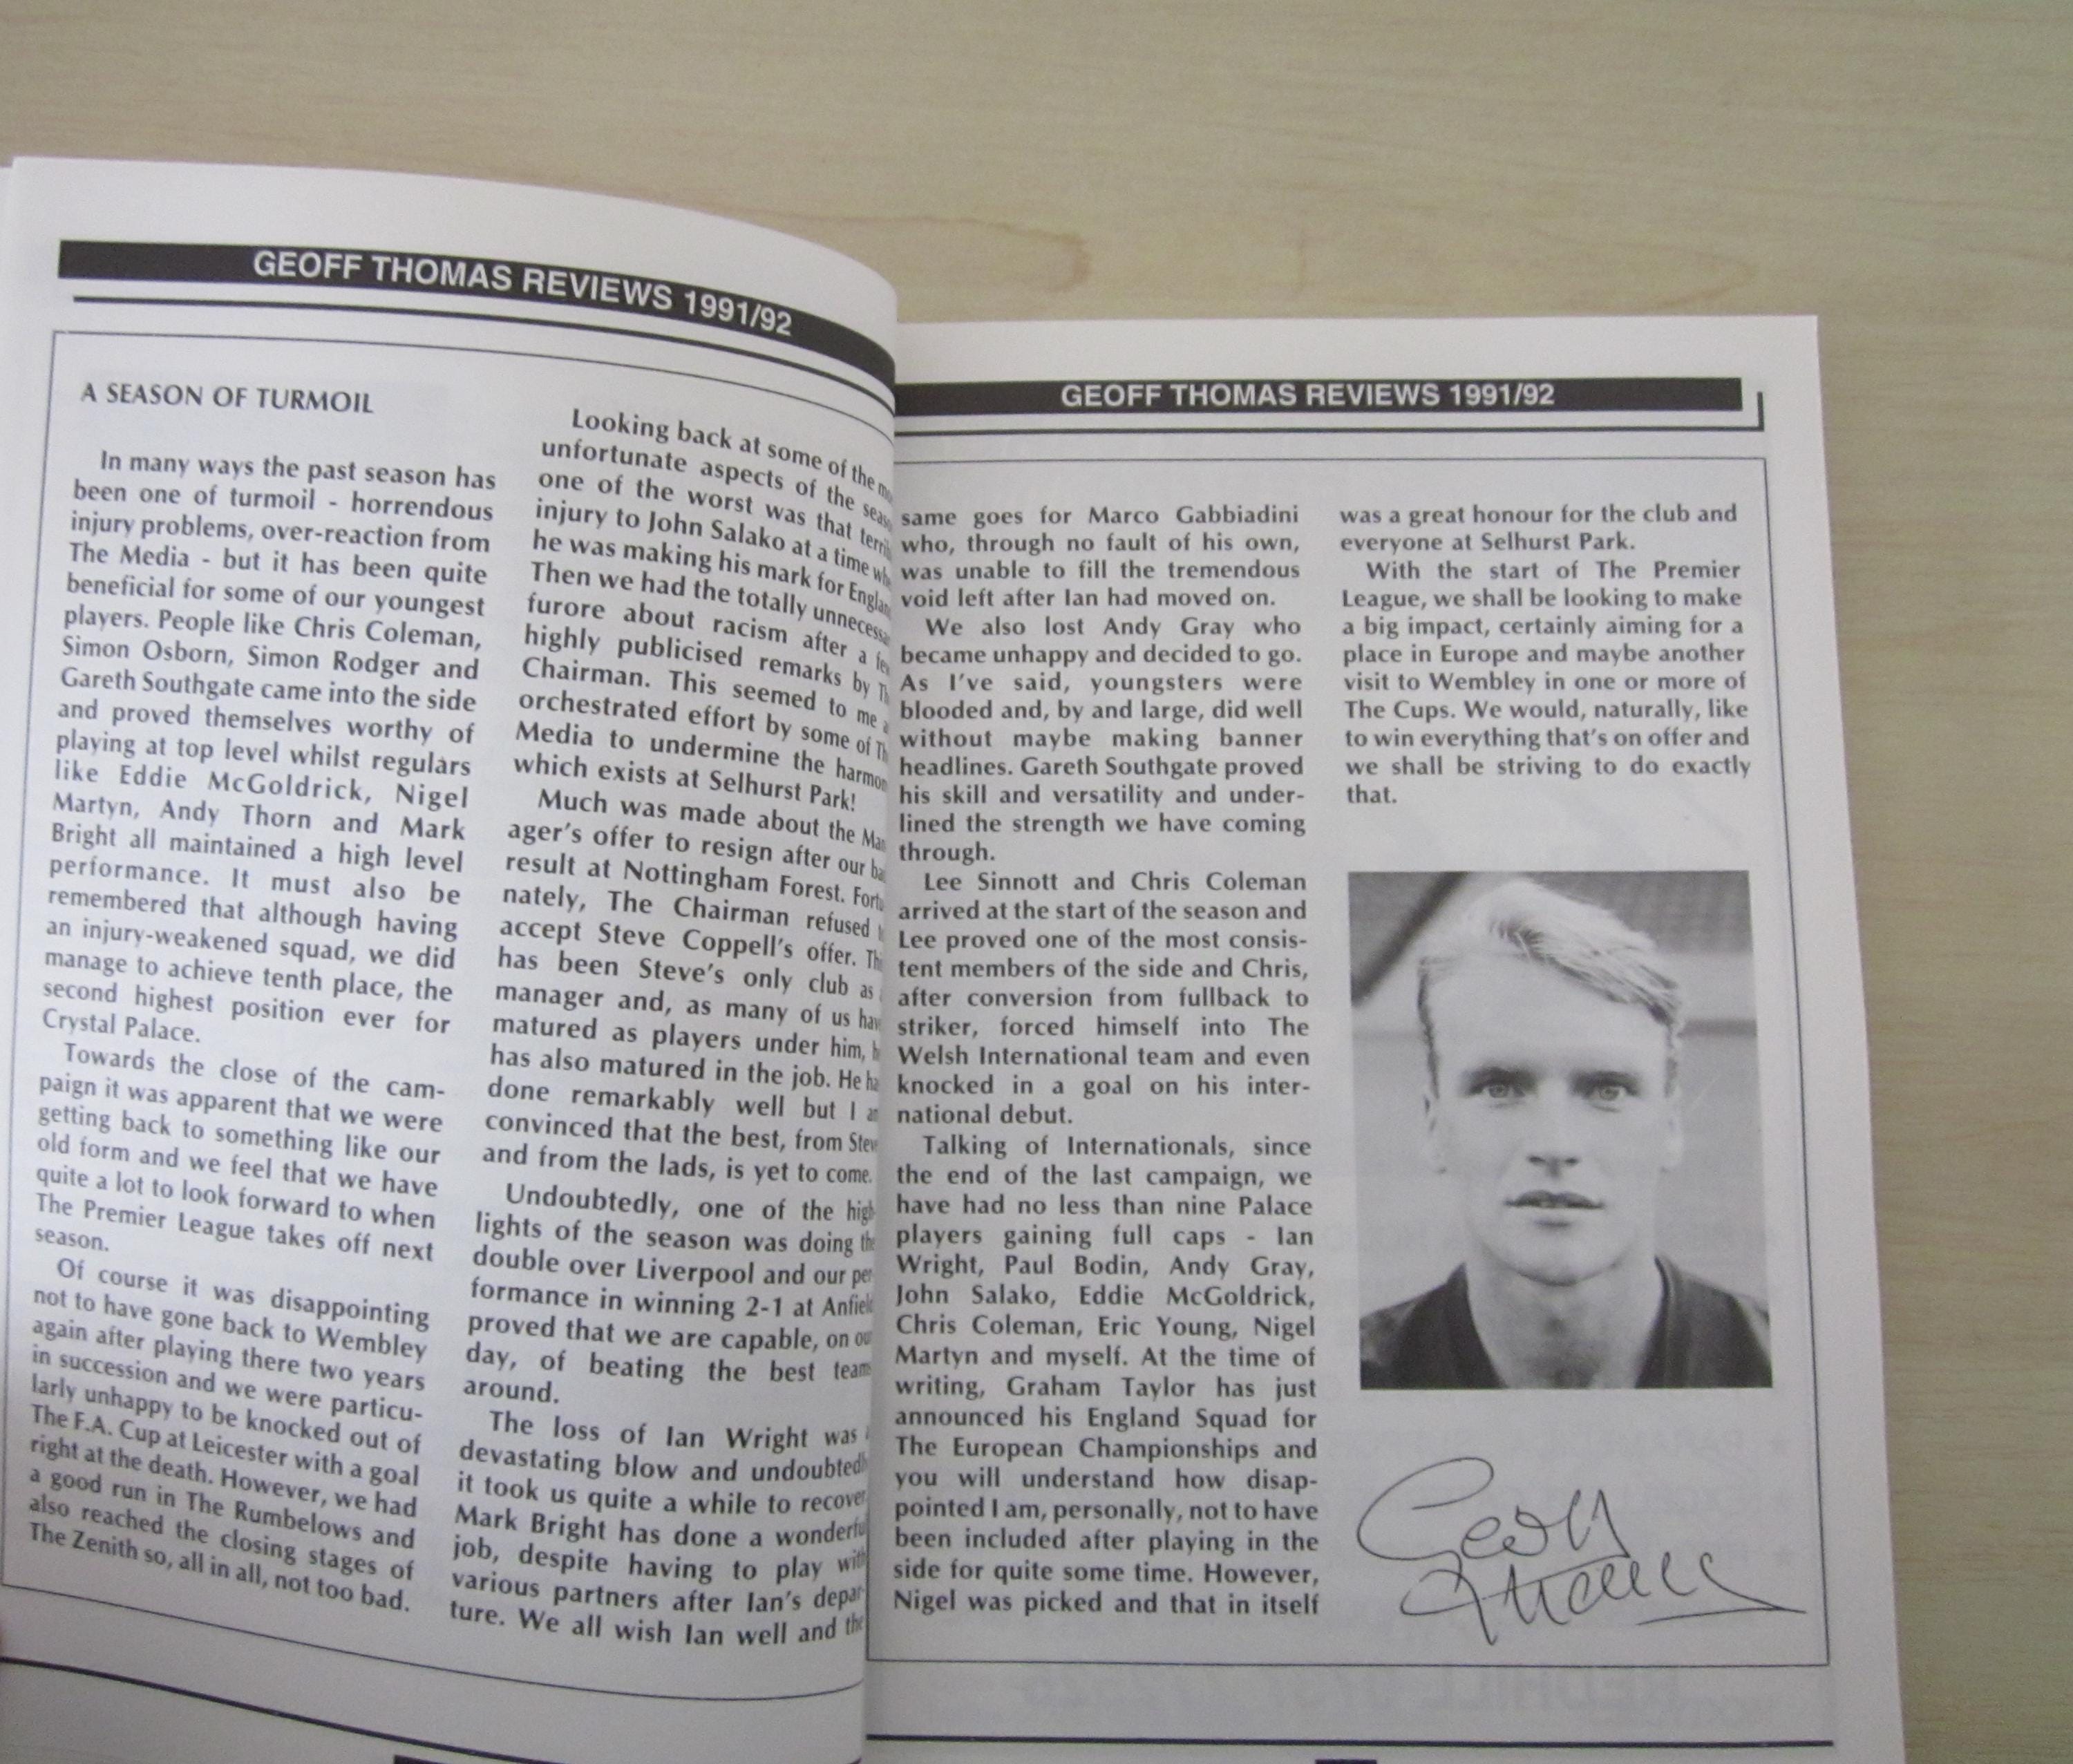 GEOFF THOMAS REVIEWS 1991/92
A SEASON OF TURMOIL
In many ways the past season has
been one of turmoil - horrendous
injury problems, over-reaction from
The Media - but it has been quite
beneficial for some of our youngest
players. People like Chris Coleman,
Simon Osborn, Simon Rodger and
Gareth Southgate came into the side
and proved themselves worthy of
playing at top level whilst regulars
like Eddie McGoldrick, Nigel
Martyn, Andy Thorn and Mark
Bright all maintained a high level
performance. It must also be
remembered that although having
an injury-weakened squad, we did
manage to achieve tenth place, the
second highest position ever for
Crystal Palace.
Towards the close of the cam-
paign it was apparent that we were
getting back to something like our
old form and we feel that we have
quite a lot to look forward to when
The Premier League takes off next
season.
Of course it was disappointing
not to have gone back to Wembley
again after playing there two years
in succession and we were particu-
larly unhappy to be knocked out of
The F.A. Cup at Leicester with a goal
right at the death. However, we had
a good run in The Rumbelows and
also reached the closing stages of
The Zenith so, all in all, not too bad.
Looking back at some of the
unfortunate aspects of the
one of the worst was that
injury to John Salako at a time
he was making his mark for
Then we had the totally
furore about racism after a
highly publicised remarks by
Chairman. This seemed to me
orchestrated effort by some of
Media to undermine the
which exists at Selhurst Park!
Much was made about the
ager's offer to resign after our
result at Nottingham Forest.
nately, The Chairman refused
accept Steve Coppell's offer.
has been Steve's only club as
manager and, as many of us
matured as players under him,
has also matured in the job. He
done remarkably well but I
convinced that the best, from
and from the lads, is yet to come.
Undoubtedly, one of the
lights of the season was doing
double over Liverpool and our
formance in winning 2-1 at
proved that we are capable, on
day, of beating the best
around.
The loss of Ian Wright was
devastating blow and
it took us quite a while to recover
Mark Bright has done a
job, despite having to play
various partners after Ian's
ture. We all wish Ian well and the
GEOFF THOMAS REVIEWS 1991/92
same goes for Marco Gabbiadini
who, through no fault of his own,
was unable to fill the tremendous
void left after Ian had moved on.
We also lost Andy Gray who
became unhappy and decided to go.
As I've said, youngsters were
blooded and, by and large, did well
without maybe making banner
headlines. Gareth Southgate proved
his skill and versatility and under-
lined the strength we have coming
through.
Lee Sinnott and Chris Coleman
arrived at the start of the season and
Lee proved one of the most consis-
tent members of the side and Chris,
after conversion from fullback to
striker, forced himself into The
Welsh International team and even
knocked in a goal on his inter-
national debut.
Talking of Internationals, since
the end of the last campaign, we
have had no less than nine Palace
players gaining full caps - Ian
Wright, Paul Bodin, Andy Gray,
John Salako, Eddie McGoldrick,
Chris Coleman, Eric Young, Nigel
Martyn and myself. At the time of
writing, Graham Taylor has just
announced his England Squad for
The European Championships and
you will understand how disap-
pointed I am, personally, not to have
been included after playing in the
side for quite some time. However,
Nigel was picked and that in itself
was a great honour for the club and
everyone at Selhurst Park.
With the start of The Premier
League, we shall be looking to make
a big impact, certainly aiming for a
place in Europe and maybe another
visit to Wembley in one or more of
The Cups. We would, naturally, like
to win everything that's on offer and
we shall be striving to do exactly
that.
Geoff
Thomas